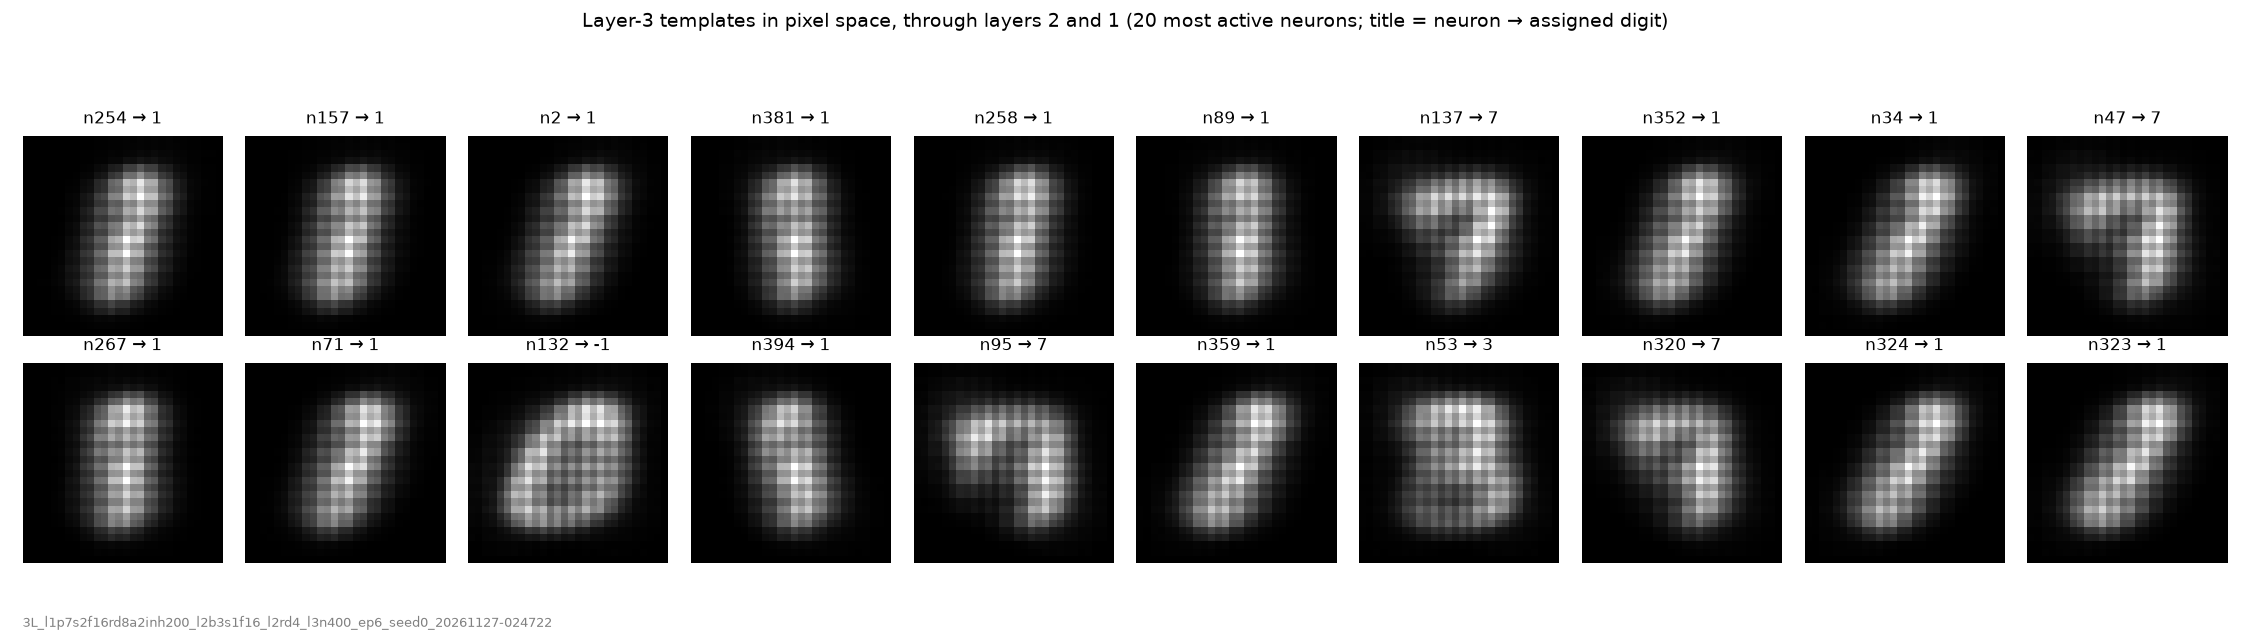 Layer-3 templates in pixel space, through layers 2 and 1 (20 most active neurons; title = neuron → assigned digit)
n254 → 1 n157 → 1 n2 → 1 n381 → 1 n258 → 1 n89 → 1 n137 → 7 n352 → 1 n34 → 1 n47 → 7
n267 → 1 n71 → 1 n132 → -1 n394 → 1 n95 → 7 n359 → 1 n53 → 3 n320 → 7 n324 → 1 n323 → 1
3L_l1p7s2f16rd8a2inh200_l2b3s1f16_l2rd4_l3n400_ep6_seed0_20261127-024722